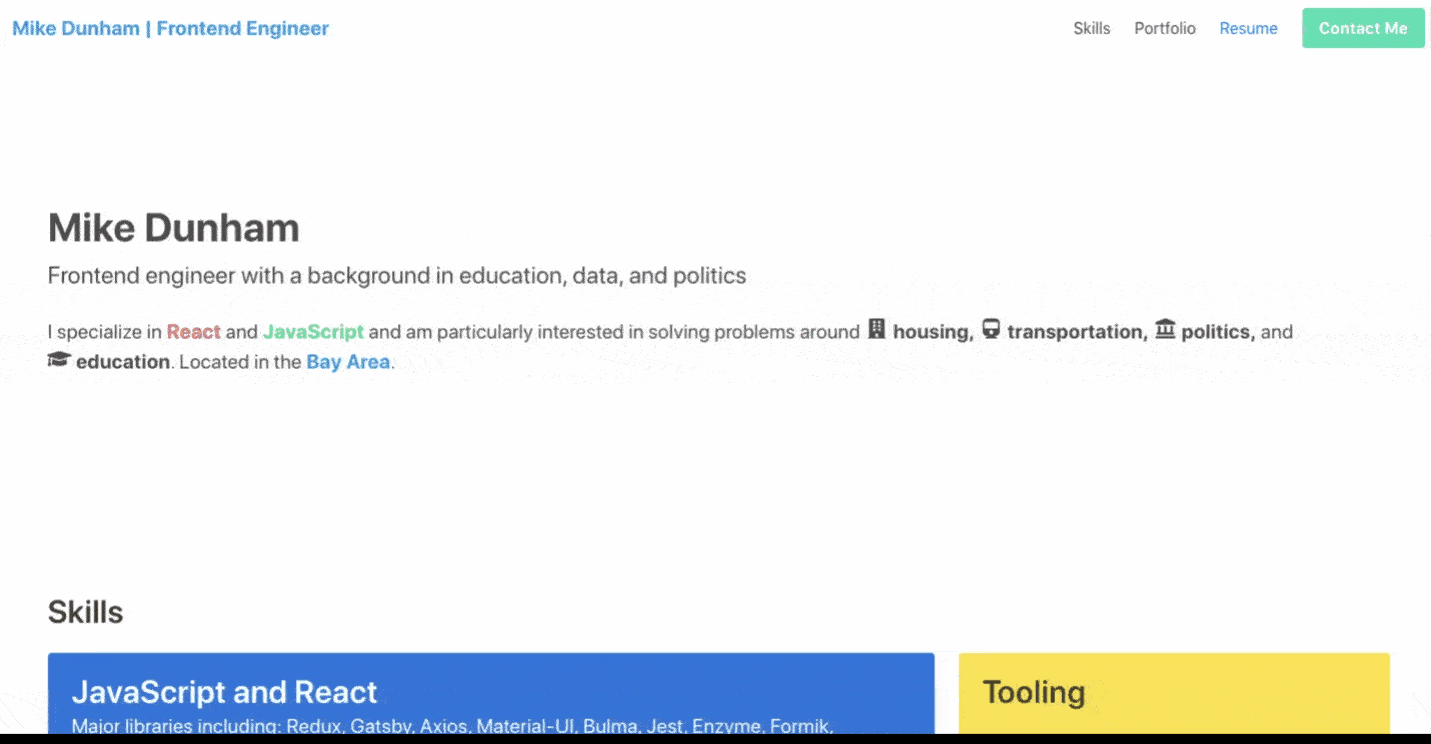 Mike Dunham | Frontend Engineer
Skills
Portfolio
Resume
Contact Me
Mike Dunham
Frontend engineer with a background in education, data, and politics
I specialize in React and JavaScript and am particularly interested in solving problems around housing, transportation, politics, and
education. Located in the Bay Area.
Skills
JavaScript and React
Major libraries including: Redux, Gatsby, Axios, Material-UI, Bulma, Jest, Enzyme, Formik,
Tooling